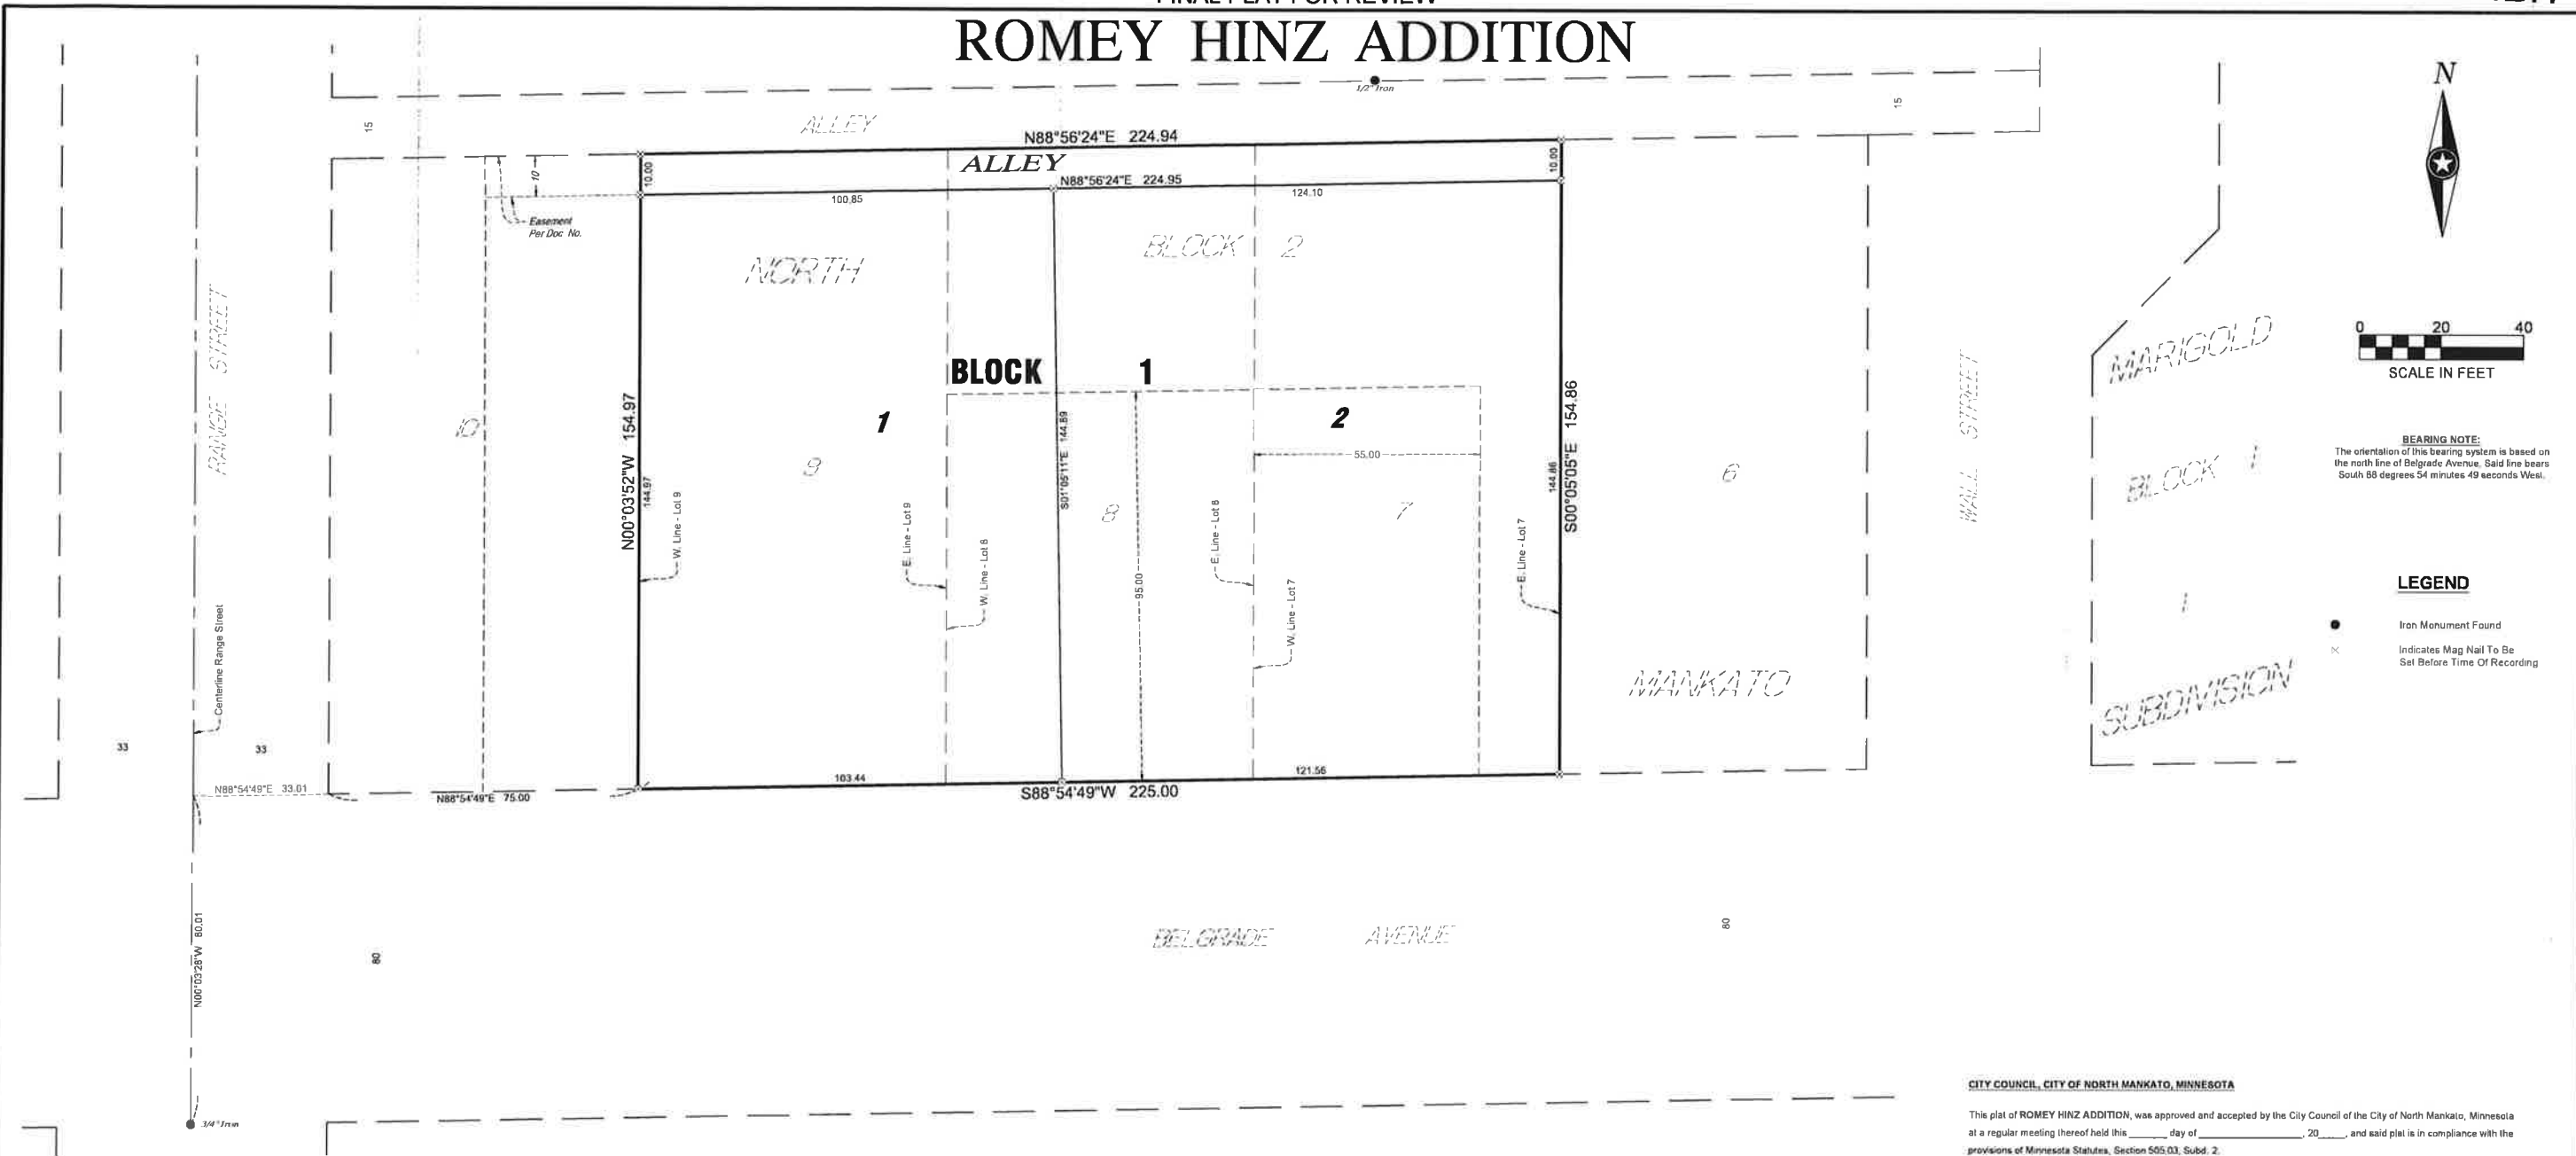 ROMEY HINZ ADDITION
1/2" Iron
15
ALLEY
15
N
N88°56'24"E 224.94
ALLEY
10.00
10.00
10'
N88°56'24"E 224.95
100.85
124.10
Easement
Per Doc No.
NORTH
BLOCK 2
RANGE STREET
0 20 40
SCALE IN FEET
MARIGOLD
BLOCK 1
1
2
10
9
8
7
6
N00°03'52"W 154.97
144.97
S01°05'11"E 144.89
S00°05'05"E 154.86
144.86
55.00
95.00
WALL STREET
BEARING NOTE:
The orientation of this bearing system is based on
the north line of Belgrade Avenue. Said line bears
South 88 degrees 54 minutes 49 seconds West.
BLOCK 1
1
W. Line - Lot 9
E. Line - Lot 9
W. Line - Lot 8
E. Line - Lot 8
W. Line - Lot 7
E. Line - Lot 7
LEGEND
Iron Monument Found
Indicates Mag Nail To Be
Set Before Time Of Recording
Centerline Range Street
MANKATO
SUBDIVISION
33
33
N88°54'49"E 33.01
N88°54'49"E 75.00
103.44
121.56
S88°54'49"W 225.00
N00°03'28"W 80.01
80
BELGRADE AVENUE
80
3/4" Iron
CITY COUNCIL, CITY OF NORTH MANKATO, MINNESOTA
This plat of ROMEY HINZ ADDITION, was approved and accepted by the City Council of the City of North Mankato, Minnesota
at a regular meeting thereof held this ______ day of ________________, 20____, and said plat is in compliance with the
provisions of Minnesota Statutes, Section 505.03, Subd. 2.